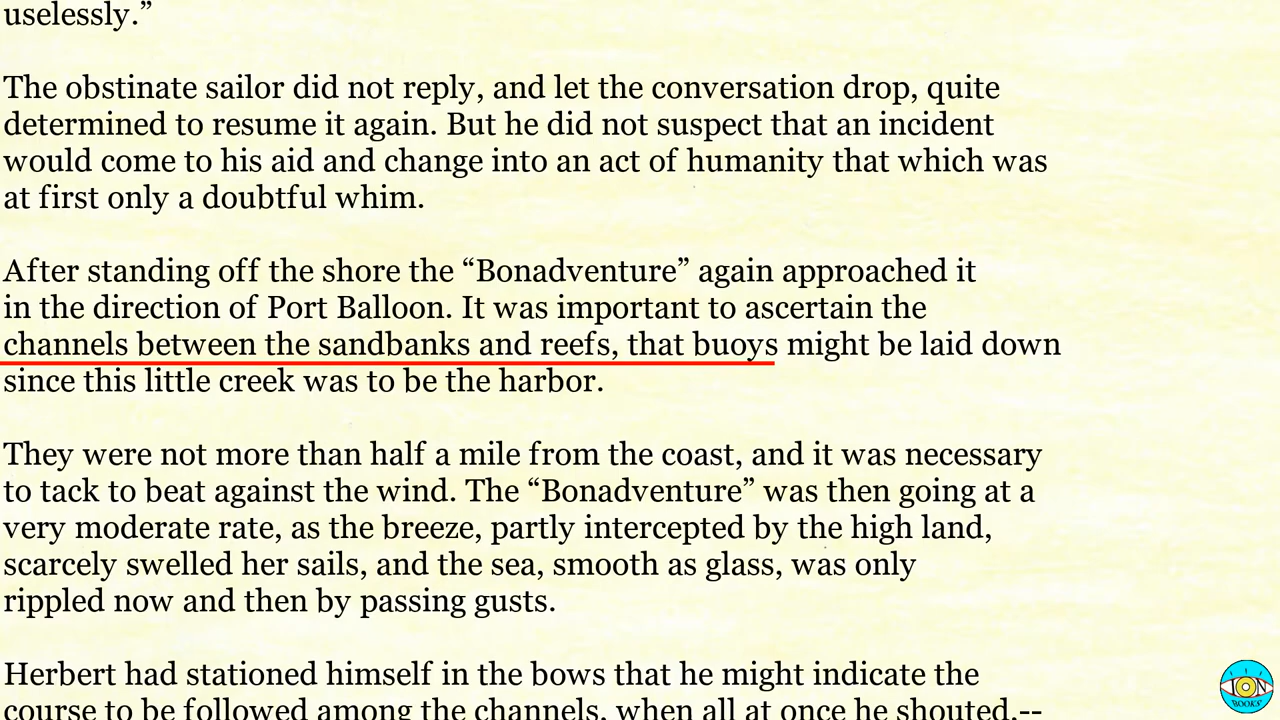 uselessly.”
The obstinate sailor did not reply, and let the conversation drop, quite
determined to resume it again. But he did not suspect that an incident
would come to his aid and change into an act of humanity that which was
at first only a doubtful whim.
After standing off the shore the “Bonadventure” again approached it
in the direction of Port Balloon. It was important to ascertain the
channels between the sandbanks and reefs, that buoys might be laid down
since this little creek was to be the harbor.
They were not more than half a mile from the coast, and it was necessary
to tack to beat against the wind. The “Bonadventure” was then going at a
very moderate rate, as the breeze, partly intercepted by the high land,
scarcely swelled her sails, and the sea, smooth as glass, was only
rippled now and then by passing gusts.
Herbert had stationed himself in the bows that he might indicate the
course to be followed among the channels, when all at once he shouted,--
ION
BOOKS